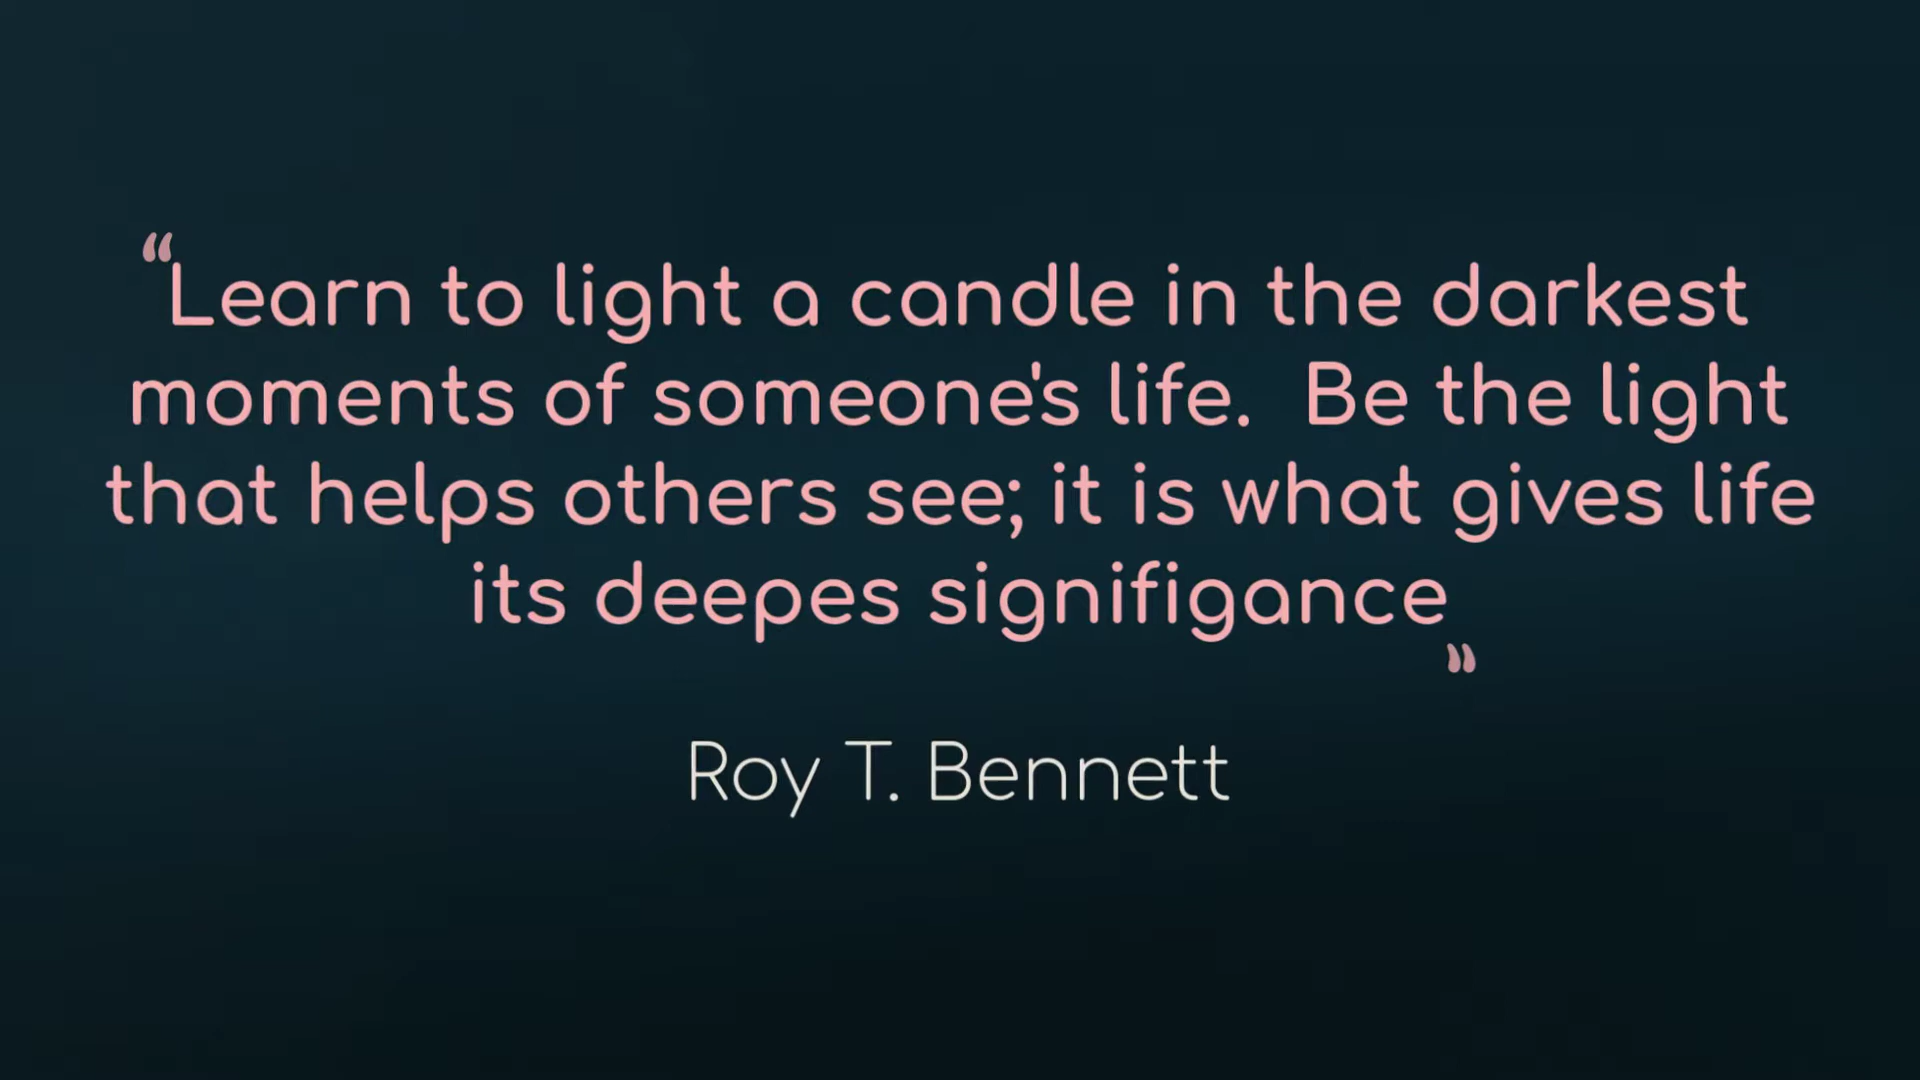 “Learn to light a candle in the darkest
moments of someone's life.  Be the light
that helps others see; it is what gives life
its deepes signifigance”
Roy T. Bennett